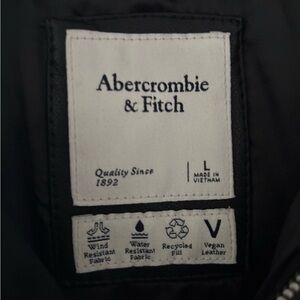 Abercrombie
& Fitch
Quality Since
1892
L
MADE IN
VIETNAM
Wind
Resistant
Fabric
Water
Resistant
Fabric
Recycled
Fill
V
Vegan
Leather